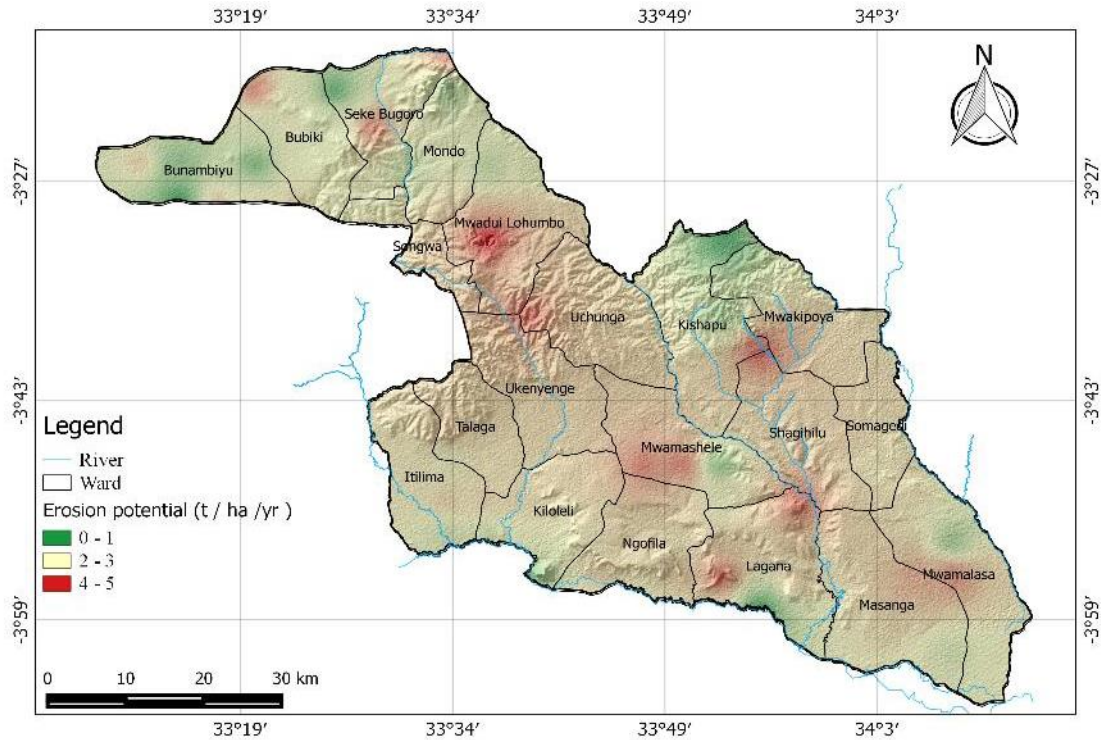 33°19' 33°34' 33°49' 34°3'
N
Seke Bugoro
Bubiki
Mondo
Bunambiyu
-3°27' -3°27'
Mwadui Lohumbo
Songwa
Uchunga
Kishapu
Mwakipoya
Ukenyenge
-3°43' -3°43'
Talaga
Mwamashele
Shagihilu
Somagedi
Itilima
Kiloleli
Ngofila
Lagana
Mwamalasa
Masanga
-3°59' -3°59'
Legend
River
Ward
Erosion potential (t / ha /yr )
0 - 1
2 - 3
4 - 5
0 10 20 30 km
33°19' 33°34' 33°49' 34°3'